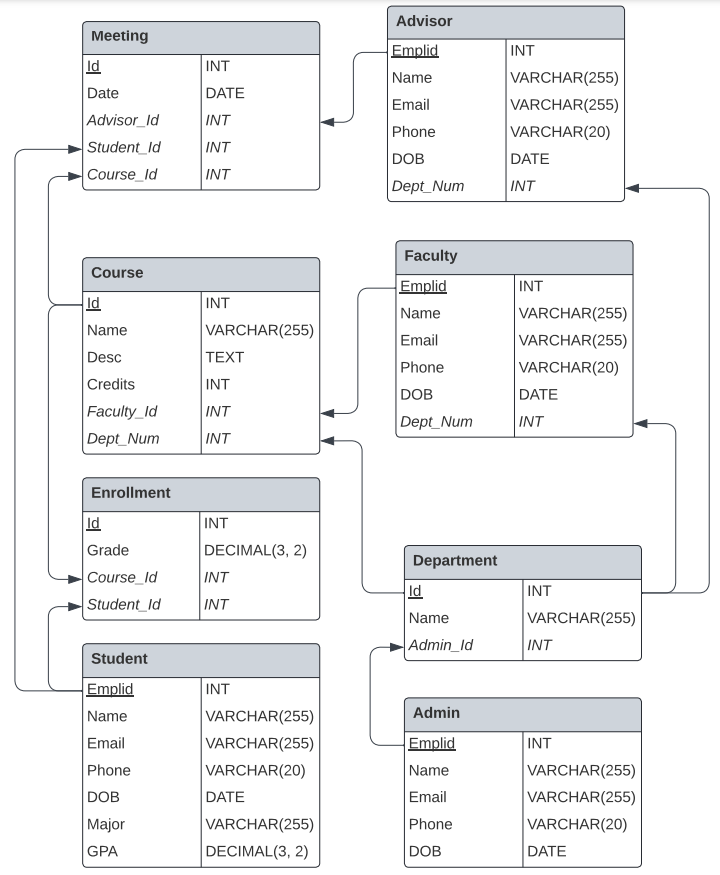 Meeting
Id INT
Date DATE
Advisor_Id INT
Student_Id INT
Course_Id INT
Advisor
Emplid INT
Name VARCHAR(255)
Email VARCHAR(255)
Phone VARCHAR(20)
DOB DATE
Dept_Num INT
Course
Id INT
Name VARCHAR(255)
Desc TEXT
Credits INT
Faculty_Id INT
Dept_Num INT
Faculty
Emplid INT
Name VARCHAR(255)
Email VARCHAR(255)
Phone VARCHAR(20)
DOB DATE
Dept_Num INT
Enrollment
Id INT
Grade DECIMAL(3, 2)
Course_Id INT
Student_Id INT
Department
Id INT
Name VARCHAR(255)
Admin_Id INT
Student
Emplid INT
Name VARCHAR(255)
Email VARCHAR(255)
Phone VARCHAR(20)
DOB DATE
Major VARCHAR(255)
GPA DECIMAL(3, 2)
Admin
Emplid INT
Name VARCHAR(255)
Email VARCHAR(255)
Phone VARCHAR(20)
DOB DATE